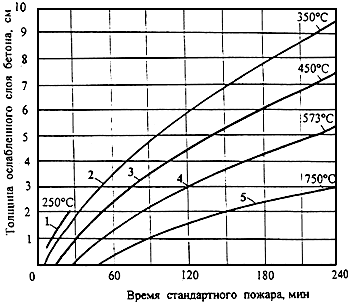 Толщина ослабленного слоя бетона, см
10
9
8
7
6
5
4
3
2
1
0
60
120
180
240
Время стандартного пожара, мин
350°C
450°C
573°C
750°C
250°C
1
2
3
4
5